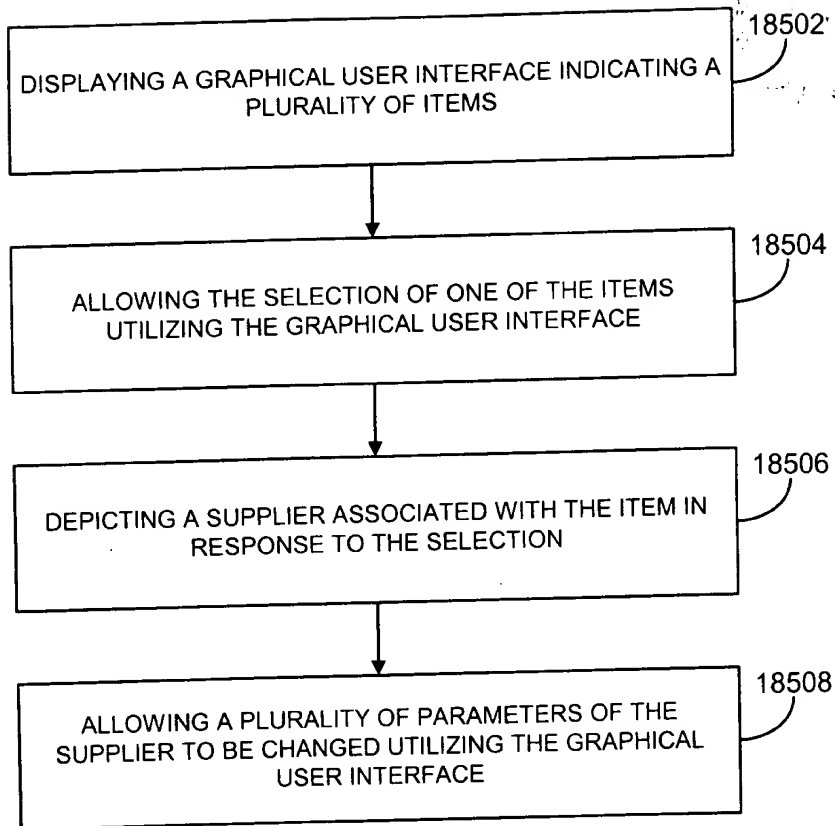 18502
DISPLAYING A GRAPHICAL USER INTERFACE INDICATING A
PLURALITY OF ITEMS
18504
ALLOWING THE SELECTION OF ONE OF THE ITEMS
UTILIZING THE GRAPHICAL USER INTERFACE
18506
DEPICTING A SUPPLIER ASSOCIATED WITH THE ITEM IN
RESPONSE TO THE SELECTION
18508
ALLOWING A PLURALITY OF PARAMETERS OF THE
SUPPLIER TO BE CHANGED UTILIZING THE GRAPHICAL
USER INTERFACE